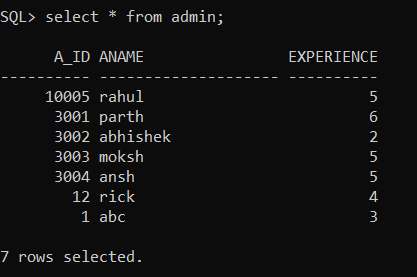 SQL> select * from admin;
A_ID ANAME EXPERIENCE
---------- -------------------- ----------
10005 rahul 5
3001 parth 6
3002 abhishek 2
3003 moksh 5
3004 ansh 5
12 rick 4
1 abc 3
7 rows selected.